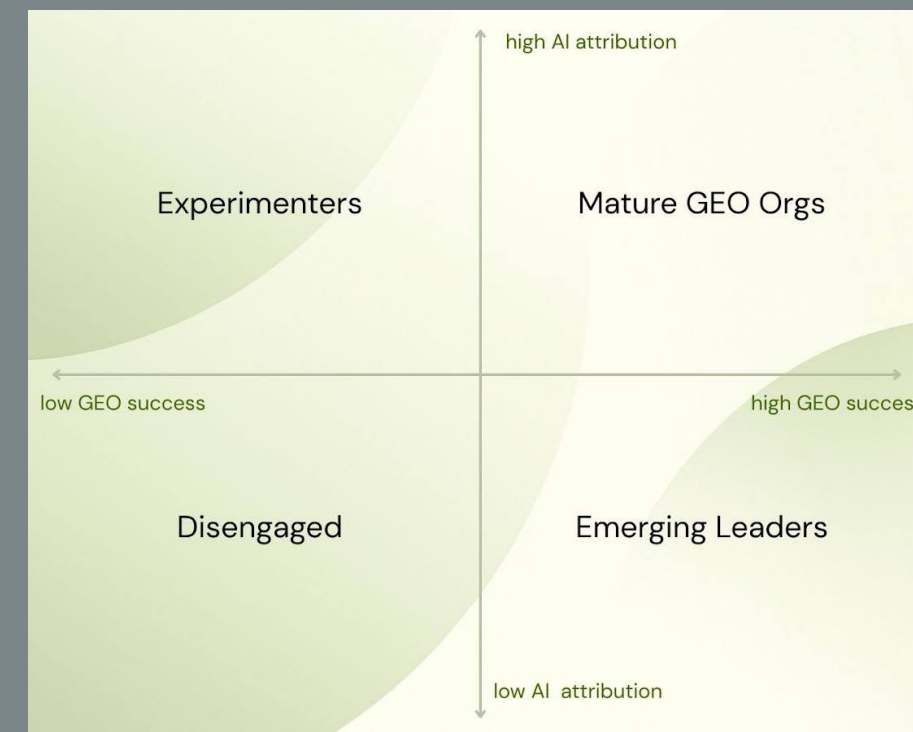 high AI attribution
Experimenters
Mature GEO Orgs
low GEO success
high GEO succes
Disengaged
Emerging Leaders
low AI attribution